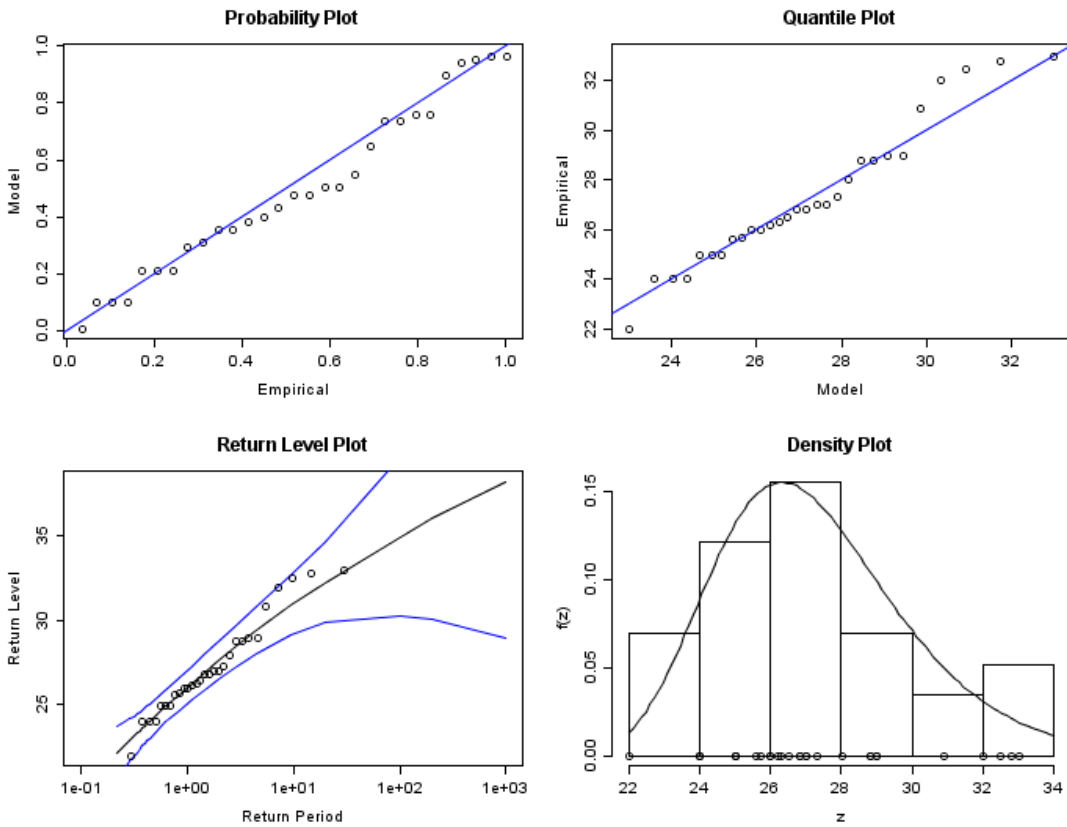 Probability Plot
Model
0.0 0.2 0.4 0.6 0.8 1.0
0.0 0.2 0.4 0.6 0.8 1.0
Empirical
Quantile Plot
Empirical
22 24 26 28 30 32
24 26 28 30 32
Model
Return Level Plot
Return Level
25 30 35
1e-01 1e+00 1e+01 1e+02 1e+03
Return Period
Density Plot
f(z)
0.00 0.05 0.10 0.15
22 24 26 28 30 32 34
z